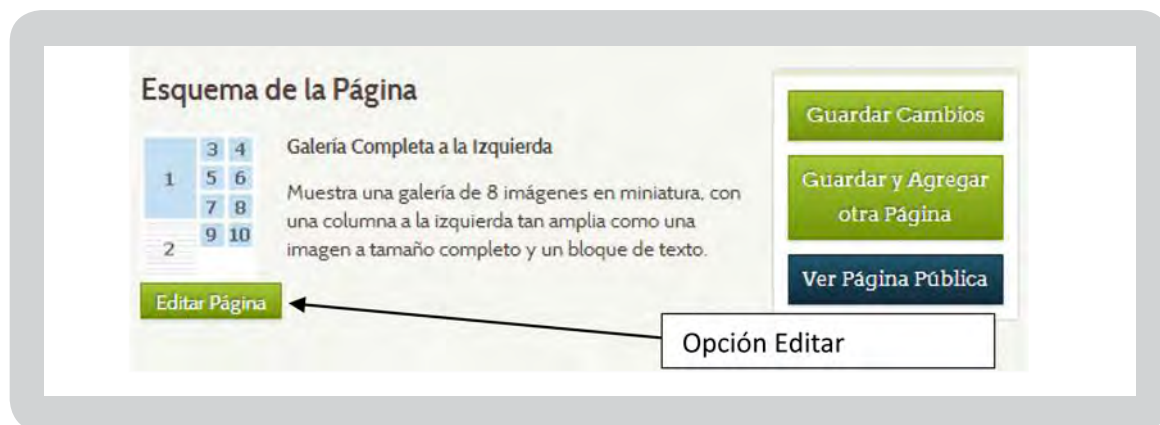 Esquema de la Página
3 4
1 5 6
7 8
9 10
2
Galería Completa a la Izquierda
Muestra una galería de 8 imágenes en miniatura, con
una columna a la izquierda tan amplia como una
imagen a tamaño completo y un bloque de texto.
Editar Página
Guardar Cambios
Guardar y Agregar
otra Página
Ver Página Pública
Opción Editar